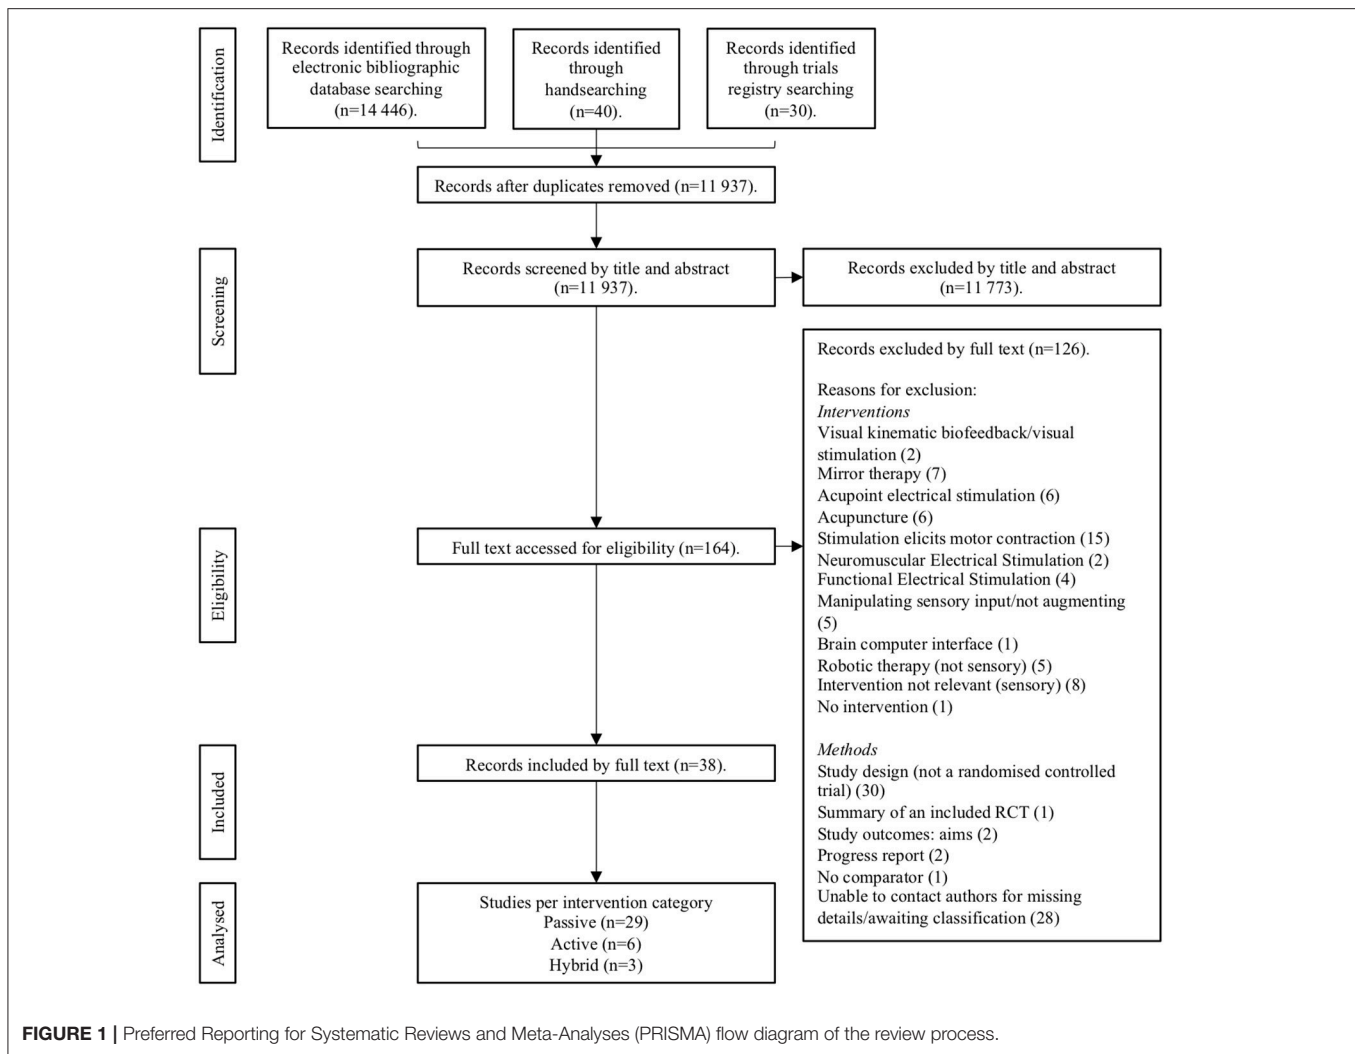 Identification
Records identified through
electronic bibliographic
database searching
(n=14 446).
Records identified
through
handsearching
(n=40).
Records identified
through trials
registry searching
(n=30).
Records after duplicates removed (n=11 937).
Screening
Records screened by title and abstract
(n=11 937).
Records excluded by title and abstract
(n=11 773).
Eligibility
Full text accessed for eligibility (n=164).
Records excluded by full text (n=126).
Reasons for exclusion:
Interventions
Visual kinematic biofeedback/visual
stimulation (2)
Mirror therapy (7)
Acupoint electrical stimulation (6)
Acupuncture (6)
Stimulation elicits motor contraction (15)
Neuromuscular Electrical Stimulation (2)
Functional Electrical Stimulation (4)
Manipulating sensory input/not augmenting
(5)
Brain computer interface (1)
Robotic therapy (not sensory) (5)
Intervention not relevant (sensory) (8)
No intervention (1)
Methods
Study design (not a randomised controlled
trial) (30)
Summary of an included RCT (1)
Study outcomes: aims (2)
Progress report (2)
No comparator (1)
Unable to contact authors for missing
details/awaiting classification (28)
Included
Records included by full text (n=38).
Analysed
Studies per intervention category
Passive (n=29)
Active (n=6)
Hybrid (n=3)
FIGURE 1 | Preferred Reporting for Systematic Reviews and Meta-Analyses (PRISMA) flow diagram of the review process.